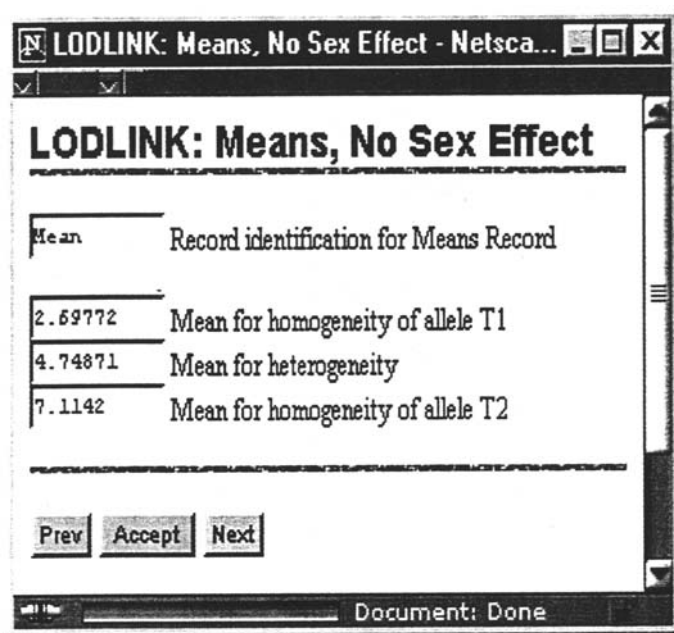 LODLINK: Means, No Sex Effect - Netsca...
LODLINK: Means, No Sex Effect
Mean Record identification for Means Record
2.69772 Mean for homogeneity of allele T1
4.74871 Mean for heterogeneity
7.1142 Mean for homogeneity of allele T2
Prev Accept Next
Document: Done